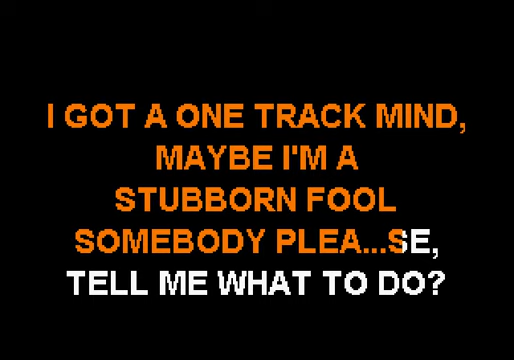 I GOT A ONE TRACK MIND,
MAYBE I'M A
STUBBORN FOOL
SOMEBODY PLEA...SE,
TELL ME WHAT TO DO?